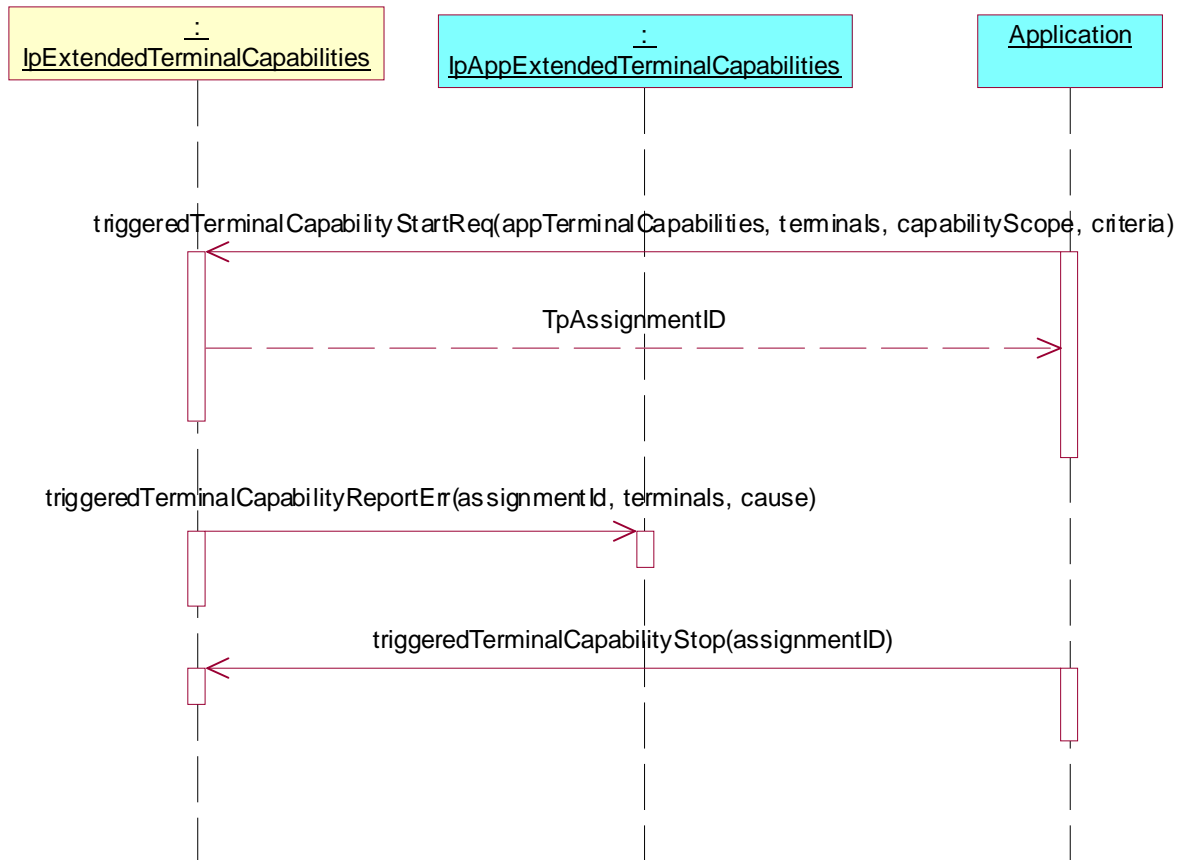 :
IpExtendedTerminalCapabilities
:
IpAppExtendedTerminalCapabilities
Application
triggeredTerminalCapabilityStartReq(appTerminalCapabilities, terminals, capabilityScope, criteria)
TpAssignmentID
triggeredTerminalCapabilityReportErr(assignmentId, terminals, cause)
triggeredTerminalCapabilityStop(assignmentID)